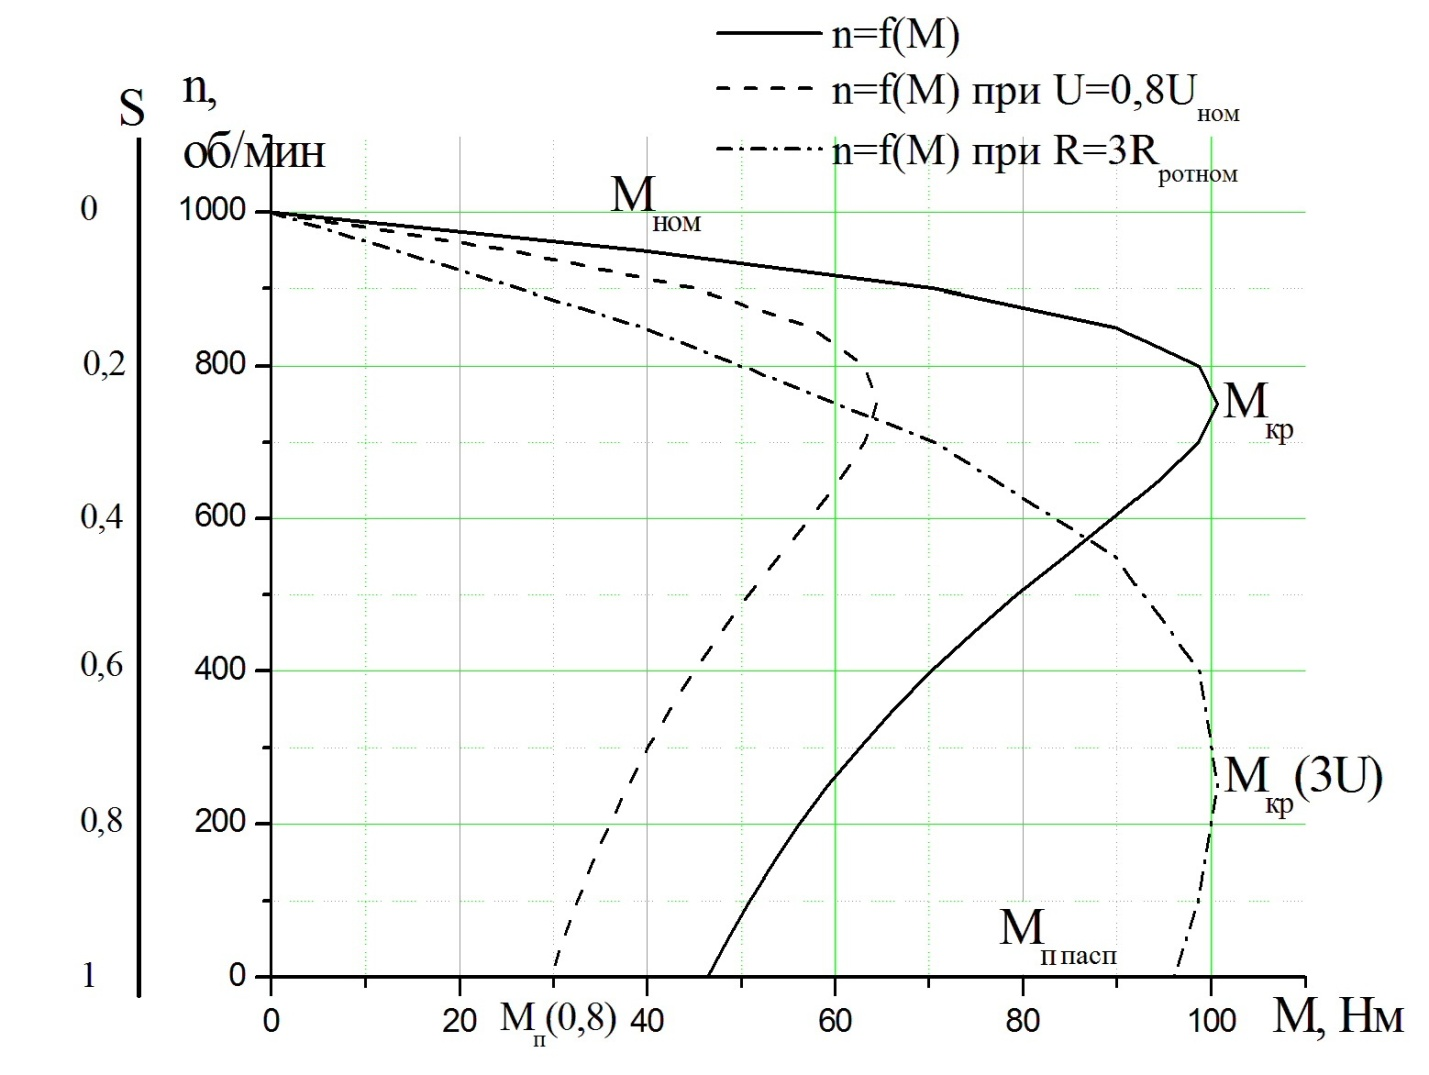 n=f(M)
n=f(M) при U=0,8Uном
n=f(M) при R=3Rротном
S
n,
об/мин
Mном
0
1000
0,2
800
Mкр
0,4
600
0,6
400
Mкр(3U)
0,8
200
Mп пасп
1
0
0
20
Mп(0,8)
40
60
80
100
M, Нм